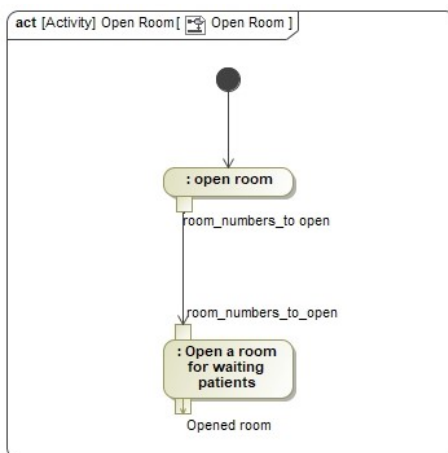 act [Activity] Open Room[ Open Room ]
: open room
room_numbers_to open
room_numbers_to_open
: Open a room
for waiting
patients
Opened room